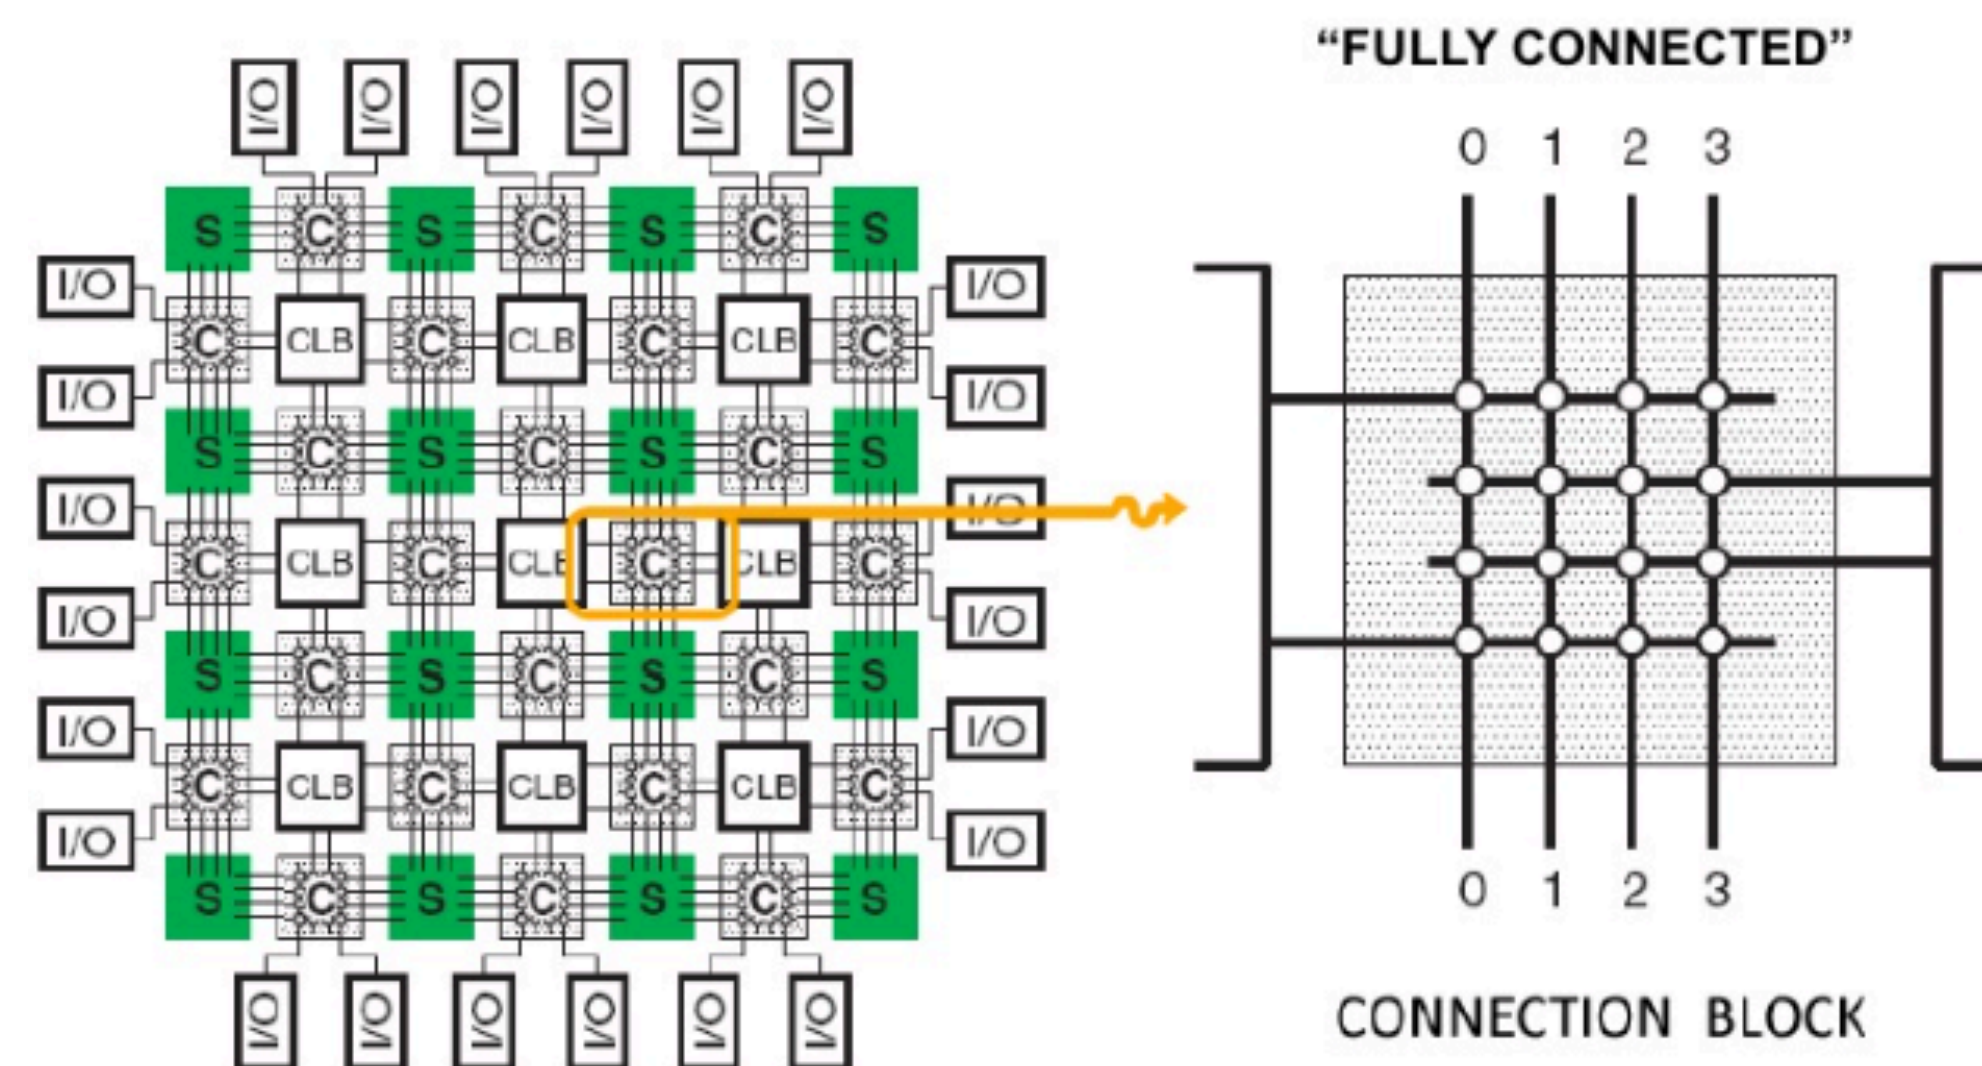 “FULLY CONNECTED”
0 1 2 3
I/O I/O I/O I/O I/O I/O
S C S C S C S
I/O I/O
C CLB C CLB C CLB C
I/O I/O
S C S C S C S
I/O I/O
C CLB C CLB C CLB C
I/O I/O
S C S C S C S
I/O I/O
C CLB C CLB C CLB C
I/O I/O
S C S C S C S
I/O I/O I/O I/O I/O I/O
0 1 2 3
CONNECTION BLOCK